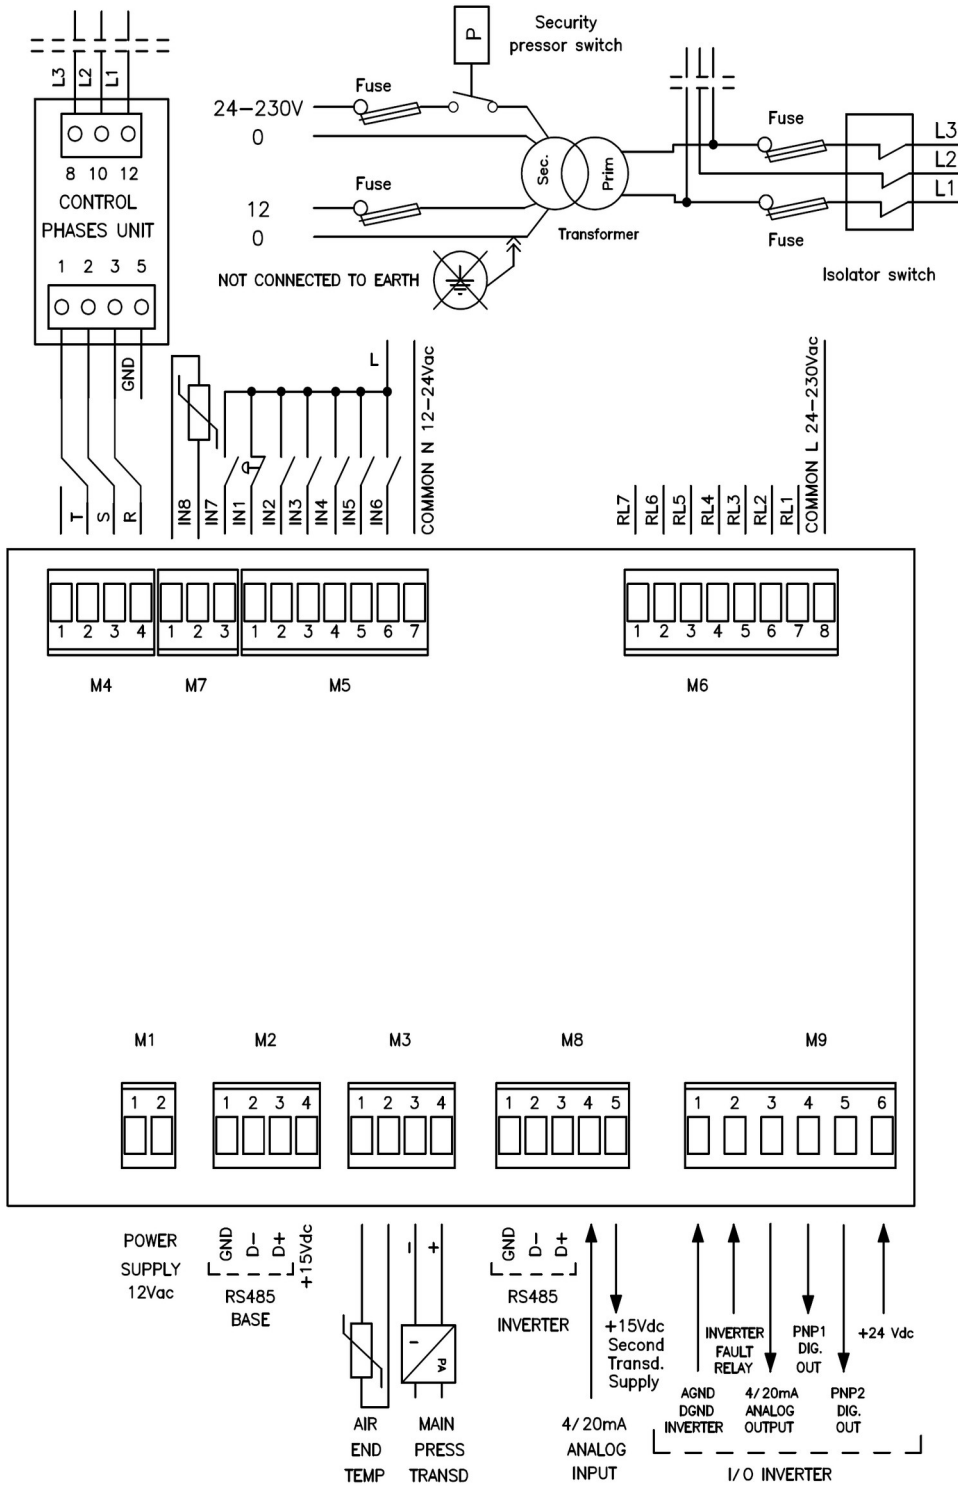 Security
pressor switch
P
L3 L2 L1
8 10 12
CONTROL
PHASES UNIT
1 2 3 5
GND
24-230V
0
Fuse
12
0
Fuse
NOT CONNECTED TO EARTH
Sec.
Prim
Transformer
Fuse
Fuse
L3
L2
L1
Isolator switch
T S R
IN8
IN7
IN1
IN2
IN3
IN4
IN5
IN6
L
COMMON N 12-24Vac
RL7
RL6
RL5
RL4
RL3
RL2
RL1
COMMON L 24-230Vac
1 2 3 4
M4
1 2 3
M7
1 2 3 4 5 6 7
M5
1 2 3 4 5 6 7 8
M6
M1
1 2
M2
1 2 3 4
M3
1 2 3 4
M8
1 2 3 4 5
M9
1 2 3 4 5 6
POWER
SUPPLY
12Vac
GND
D-
D+
+15Vdc
RS485
BASE
- +
-
PA
AIR
END
TEMP
MAIN
PRESS
TRANSD
GND
D-
D+
RS485
INVERTER
4/20mA
ANALOG
INPUT
+15Vdc
Second
Transd.
Supply
AGND
DGND
INVERTER
INVERTER
FAULT
RELAY
4/20mA
ANALOG
OUTPUT
PNP1
DIG.
OUT
PNP2
DIG.
OUT
+24 Vdc
I/O INVERTER